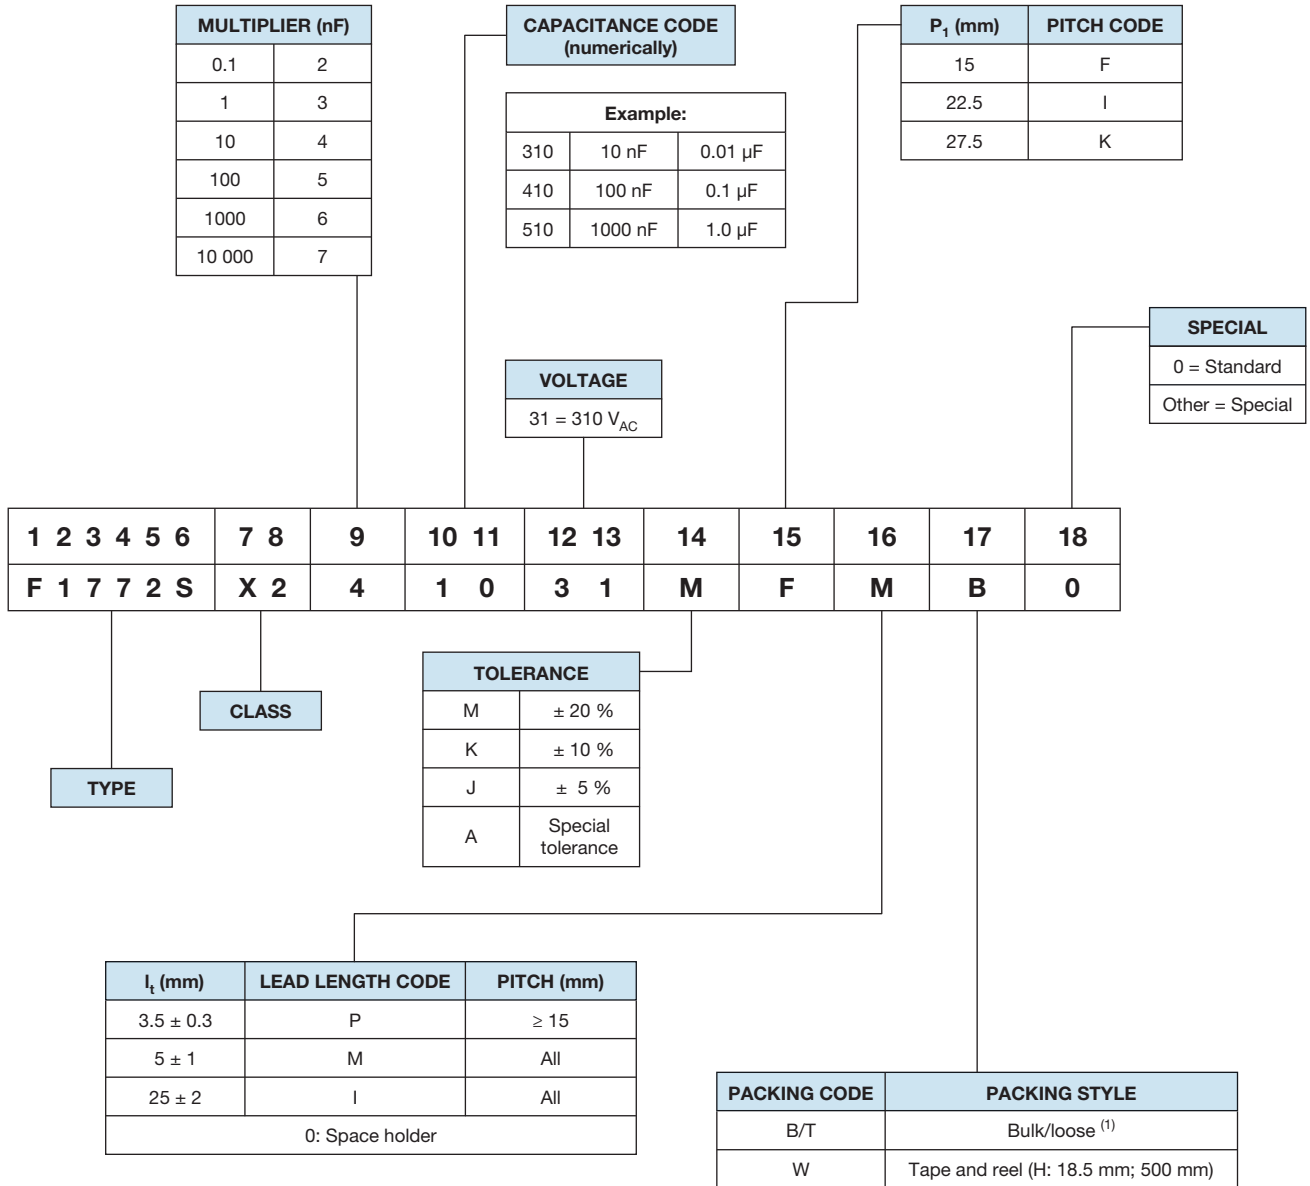 MULTIPLIER (nF)
0.1 2
1 3
10 4
100 5
1000 6
10 000 7
CAPACITANCE CODE
(numerically)
Example:
310 10 nF 0.01 µF
410 100 nF 0.1 µF
510 1000 nF 1.0 µF
P1 (mm) PITCH CODE
15 F
22.5 I
27.5 K
SPECIAL
0 = Standard
Other = Special
VOLTAGE
31 = 310 VAC
1 2 3 4 5 6 7 8 9 10 11 12 13 14 15 16 17 18
F 1 7 7 2 S X 2 4 1 0 3 1 M F M B 0
TOLERANCE
M ± 20 %
K ± 10 %
J ± 5 %
A Special
tolerance
CLASS
TYPE
lt (mm) LEAD LENGTH CODE PITCH (mm)
3.5 ± 0.3 P ≥ 15
5 ± 1 M All
25 ± 2 I All
0: Space holder
PACKING CODE PACKING STYLE
B/T Bulk/loose (1)
W Tape and reel (H: 18.5 mm; 500 mm)